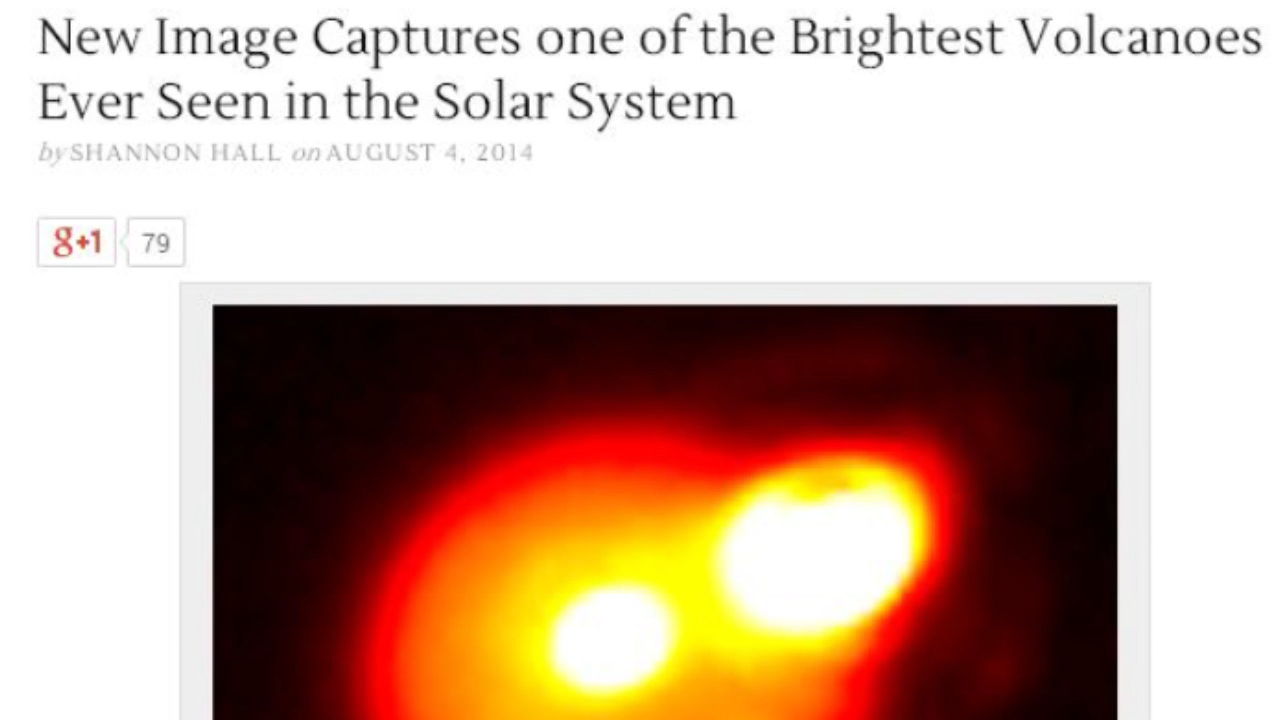 New Image Captures one of the Brightest Volcanoes
Ever Seen in the Solar System
by SHANNON HALL on AUGUST 4, 2014
g+1 79